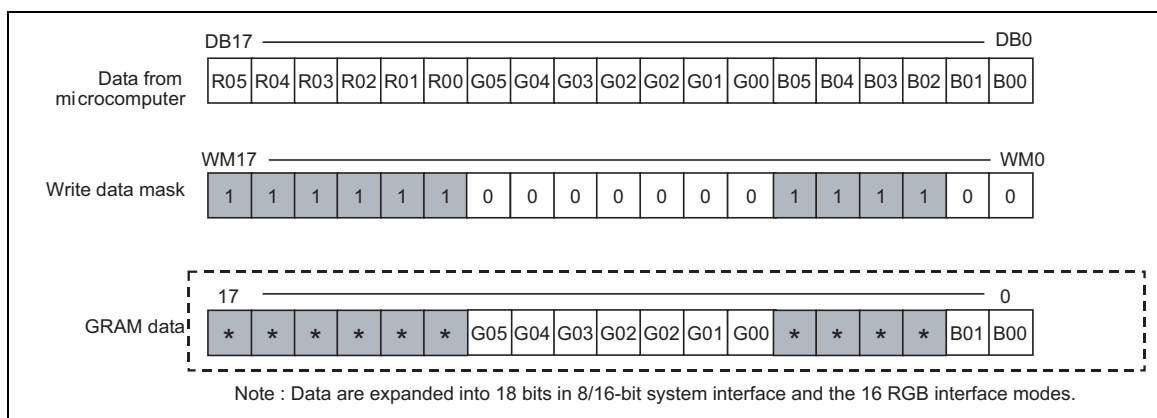 DB17 DB0
Data from microcomputer
R05 R04 R03 R02 R01 R00 G05 G04 G03 G02 G02 G01 G00 B05 B04 B03 B02 B01 B00
WM17 WM0
Write data mask 1 1 1 1 1 1 0 0 0 0 0 0 0 1 1 1 1 0 0
17 0
GRAM data * * * * * * G05 G04 G03 G02 G02 G01 G00 * * * * B01 B00
Note : Data are expanded into 18 bits in 8/16-bit system interface and the 16 RGB interface modes.